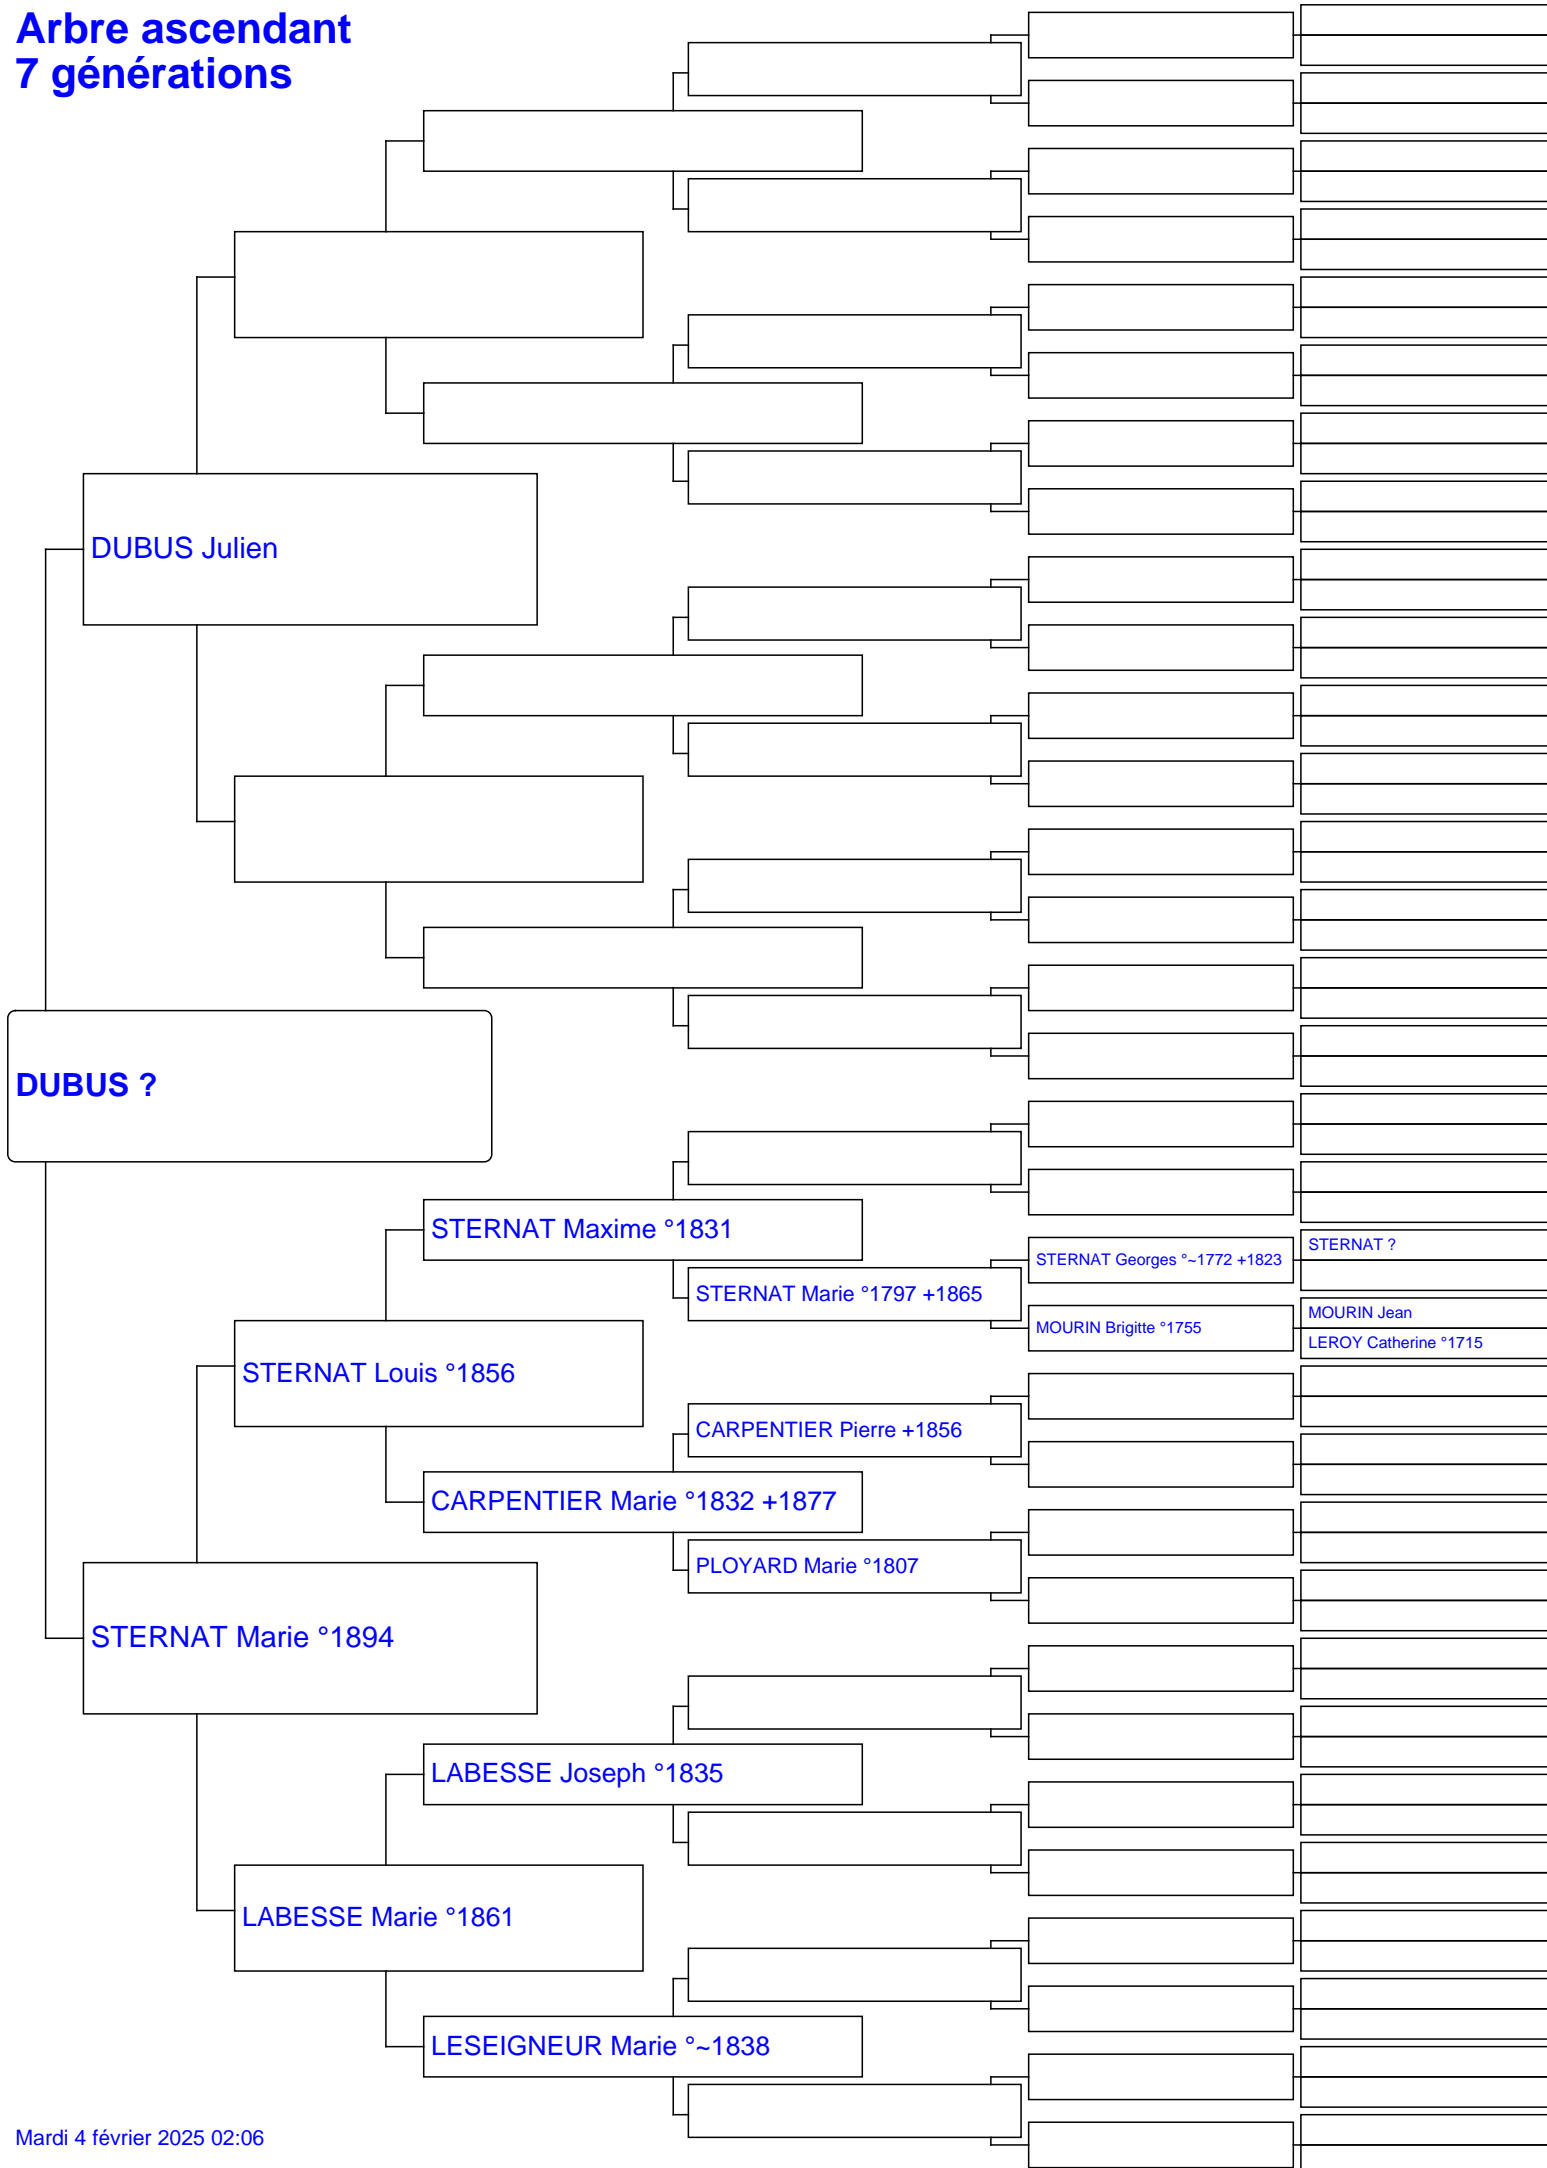 Arbre ascendant
7 générations
DUBUS Julien
DUBUS ?
STERNAT Maxime °1831
STERNAT Georges °~1772 +1823
STERNAT ?
STERNAT Marie °1797 +1865
MOURIN Brigitte °1755
MOURIN Jean
LEROY Catherine °1715
STERNAT Louis °1856
CARPENTIER Pierre +1856
CARPENTIER Marie °1832 +1877
PLOYARD Marie °1807
STERNAT Marie °1894
LABESSE Joseph °1835
LABESSE Marie °1861
LESEIGNEUR Marie °~1838
Mardi 4 février 2025 02:06